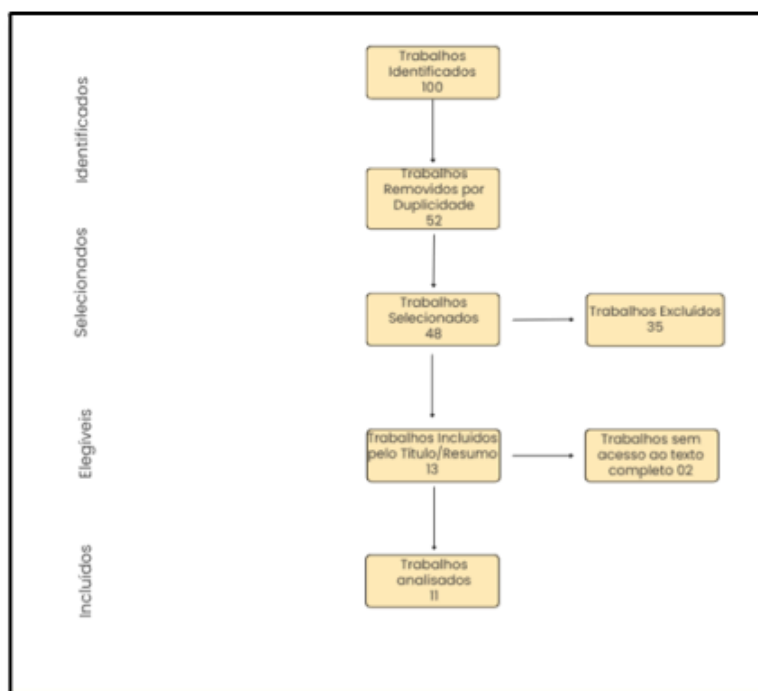 Identificados
Trabalhos
Identificados
100
Trabalhos
Removidos por
Duplicidade
52
Selecionados
Trabalhos
Selecionados
48
Trabalhos Excluídos
35
Elegíveis
Trabalhos Incluídos
pelo Título/Resumo
13
Trabalhos sem
acesso ao texto
completo 02
Incluídos
Trabalhos
analisados
11